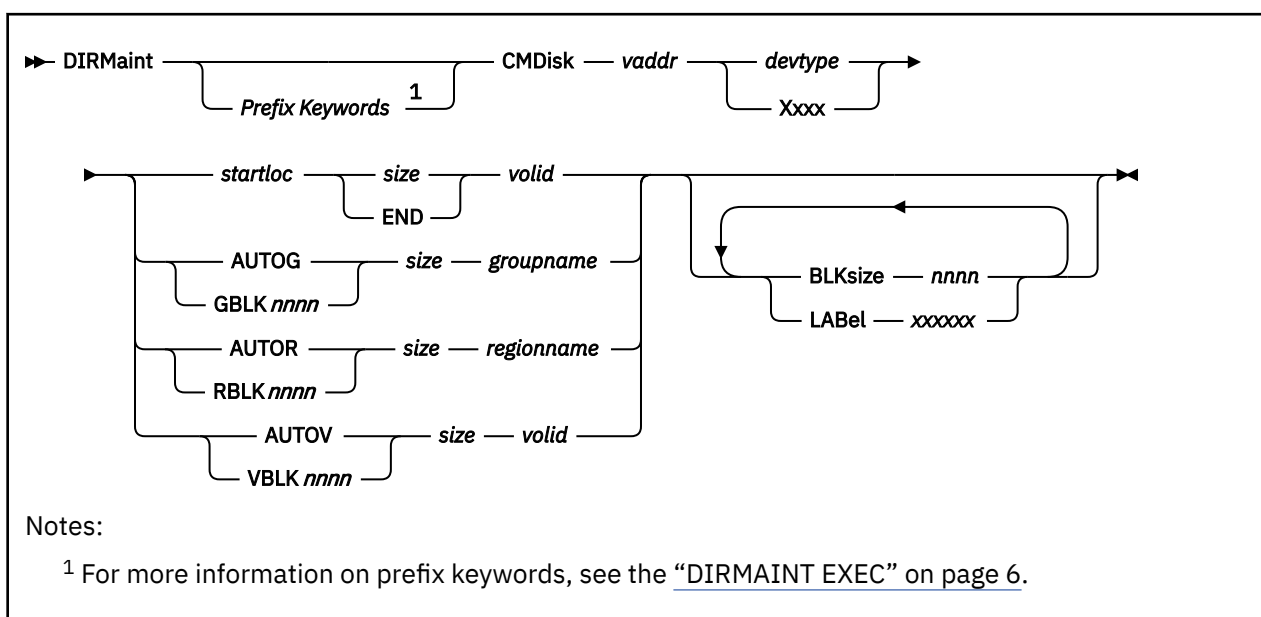 DIRMaint Prefix Keywords 1 CMDisk vaddr devtype
Xxxx
startloc size volid
END
AUTOG size groupname
GBLK nnnn
AUTOR size regionname
RBLK nnnn
AUTOV size volid
VBLK nnnn
BLKsize nnnn
LABel xxxxxx
Notes:
1 For more information on prefix keywords, see the “DIRMAINT EXEC” on page 6.